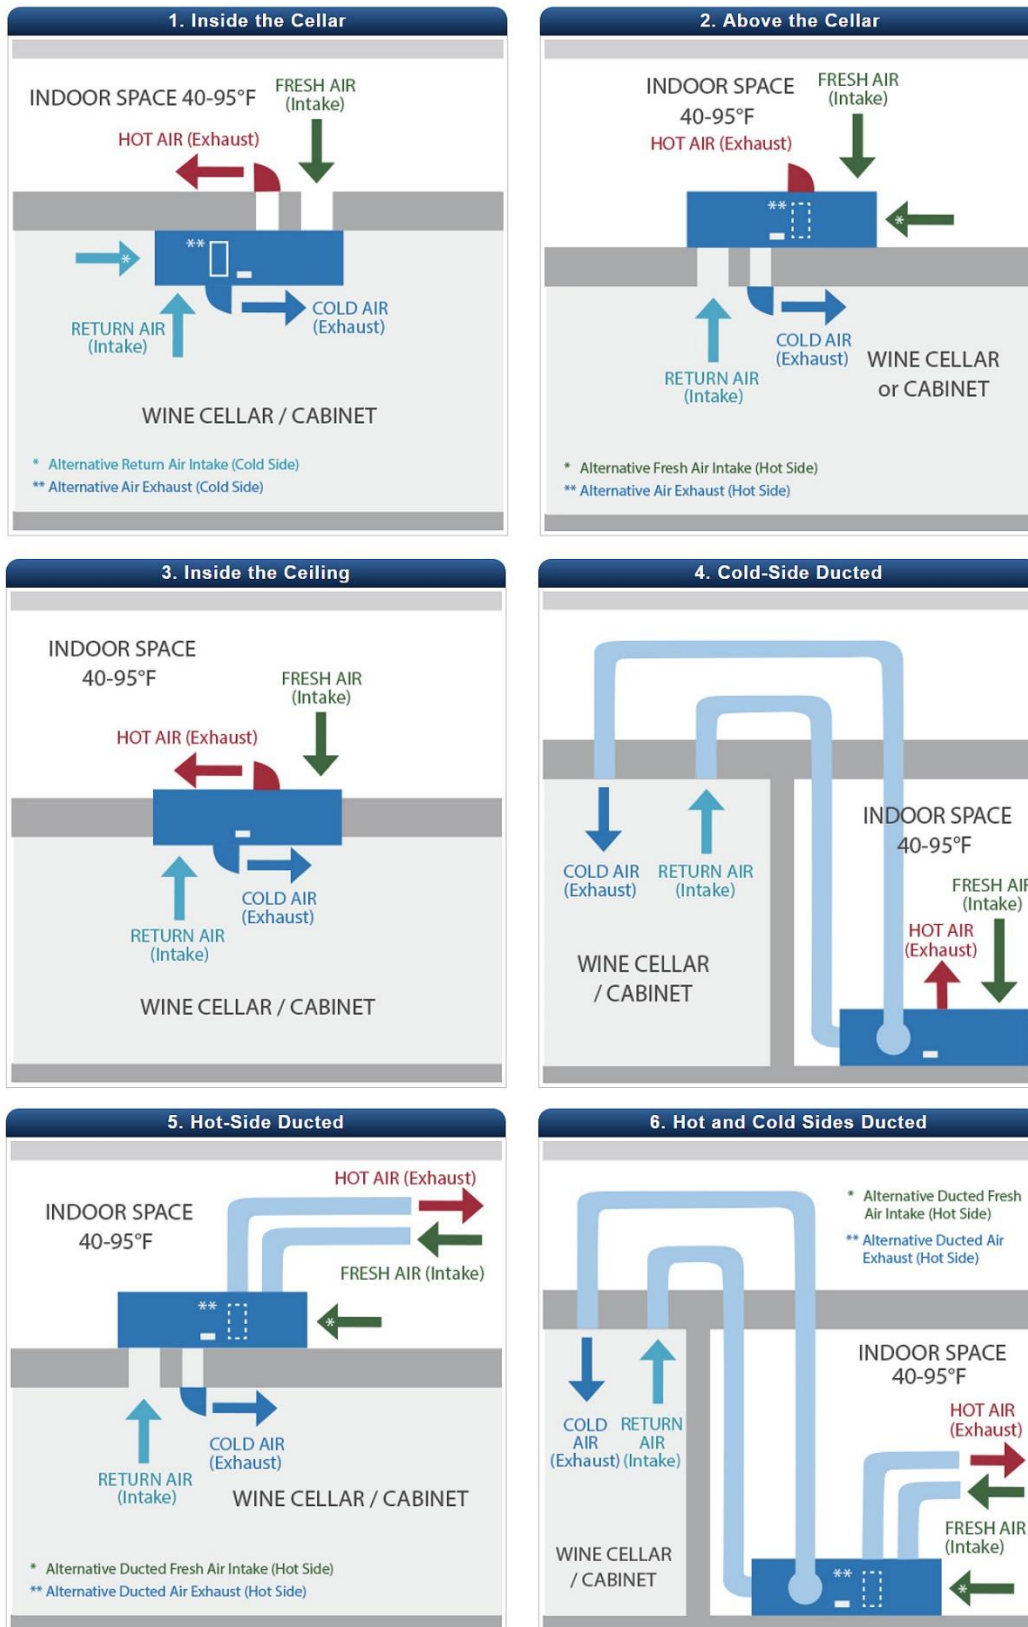 1. Inside the Cellar
INDOOR SPACE 40-95°F
FRESH AIR
(Intake)
HOT AIR (Exhaust)
**
*
COLD AIR
(Exhaust)
RETURN AIR
(Intake)
WINE CELLAR / CABINET
* Alternative Return Air Intake (Cold Side)
** Alternative Air Exhaust (Cold Side)
2. Above the Cellar
INDOOR SPACE
40-95°F
FRESH AIR
(Intake)
HOT AIR (Exhaust)
**
*
COLD AIR
(Exhaust)
RETURN AIR
(Intake)
WINE CELLAR
or CABINET
* Alternative Fresh Air Intake (Hot Side)
** Alternative Air Exhaust (Hot Side)
3. Inside the Ceiling
INDOOR SPACE
40-95°F
FRESH AIR
(Intake)
HOT AIR (Exhaust)
COLD AIR
(Exhaust)
RETURN AIR
(Intake)
WINE CELLAR / CABINET
4. Cold-Side Ducted
INDOOR SPACE
40-95°F
COLD AIR
(Exhaust)
RETURN AIR
(Intake)
FRESH AIR
(Intake)
HOT AIR
(Exhaust)
WINE CELLAR
/ CABINET
5. Hot-Side Ducted
HOT AIR (Exhaust)
INDOOR SPACE
40-95°F
FRESH AIR (Intake)
**
*
COLD AIR
(Exhaust)
RETURN AIR
(Intake)
WINE CELLAR / CABINET
* Alternative Ducted Fresh Air Intake (Hot Side)
** Alternative Ducted Air Exhaust (Hot Side)
6. Hot and Cold Sides Ducted
* Alternative Ducted Fresh
Air Intake (Hot Side)
** Alternative Ducted Air
Exhaust (Hot Side)
INDOOR SPACE
40-95°F
COLD
AIR
(Exhaust)
RETURN
AIR
(Intake)
HOT AIR
(Exhaust)
FRESH AIR
(Intake)
WINE CELLAR
/ CABINET
**
*